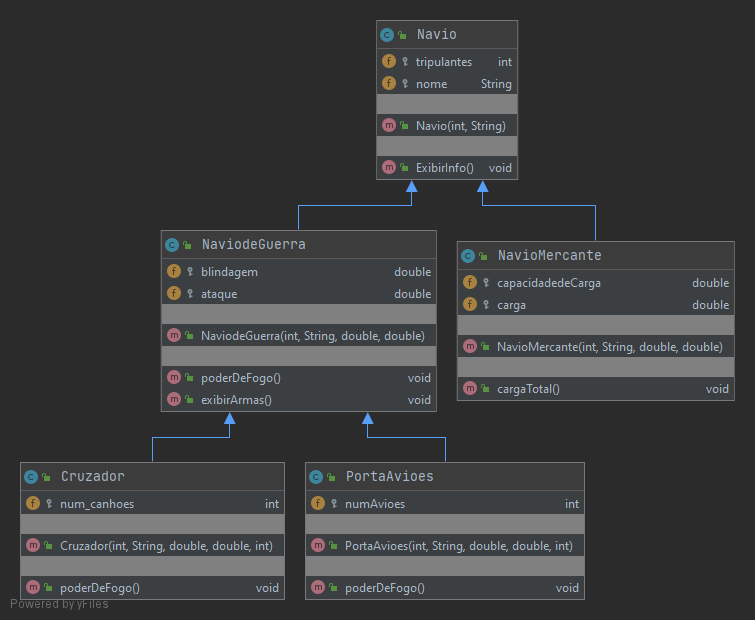 Navio
tripulantes int
nome String
Navio(int, String)
ExibirInfo() void
NaviodeGuerra
blindagem double
ataque double
NaviodeGuerra(int, String, double, double)
poderDeFogo() void
exibirArmas() void
NavioMercante
capacidadedeCarga double
carga double
NavioMercante(int, String, double, double)
cargaTotal() void
Cruzador
num_canhoes int
Cruzador(int, String, double, double, int)
poderDeFogo() void
PortaAvioes
numAvioes int
PortaAvioes(int, String, double, double, int)
poderDeFogo() void
Powered by yFiles